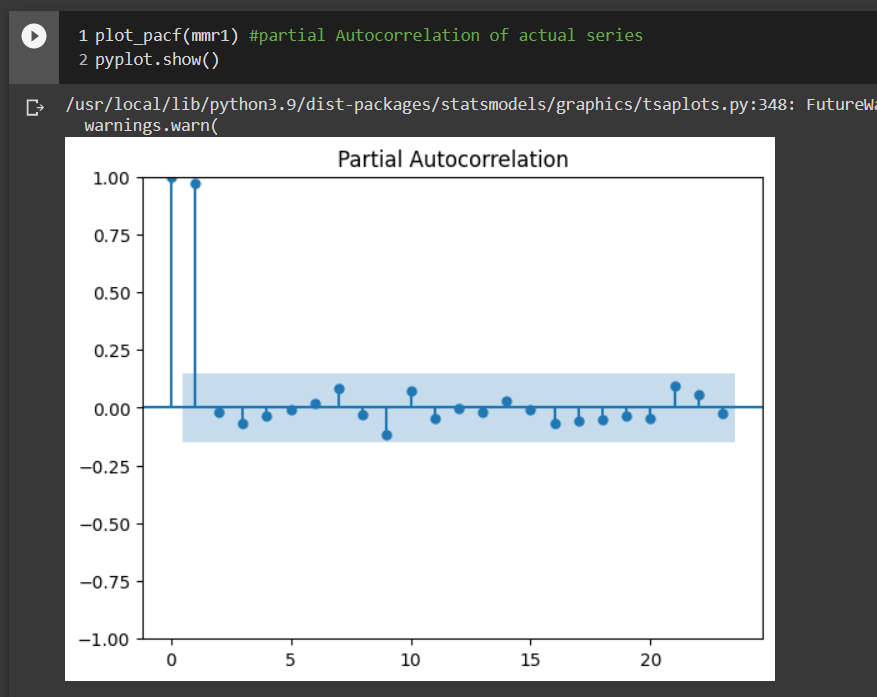 1 plot_pacf(mmr1) #partial Autocorrelation of actual series
2 pyplot.show()
/usr/local/lib/python3.9/dist-packages/statsmodels/graphics/tsaplots.py:348:
warnings.warn(
Partial Autocorrelation
1.00
0.75
0.50
0.25
0.00
−0.25
−0.50
−0.75
−1.00
0 5 10 15 20